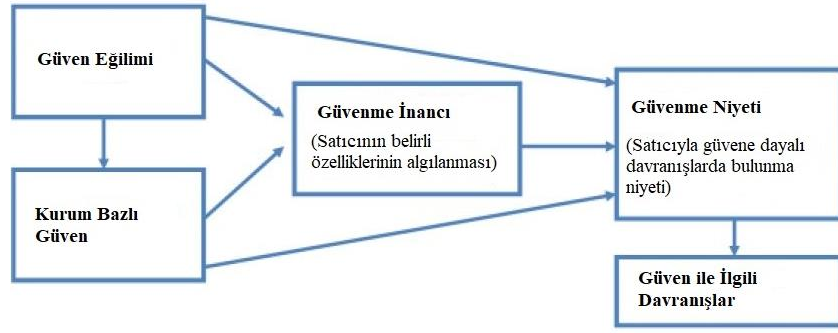 Güven Eğilimi
Kurum Bazlı
Güven
Güvenme İnancı
(Satıcının belirli
özelliklerinin algılanması)
Güvenme Niyeti
(Satıcıyla güvene dayalı
davranışlarda bulunma
niyeti)
Güven ile İlgili
Davranışlar